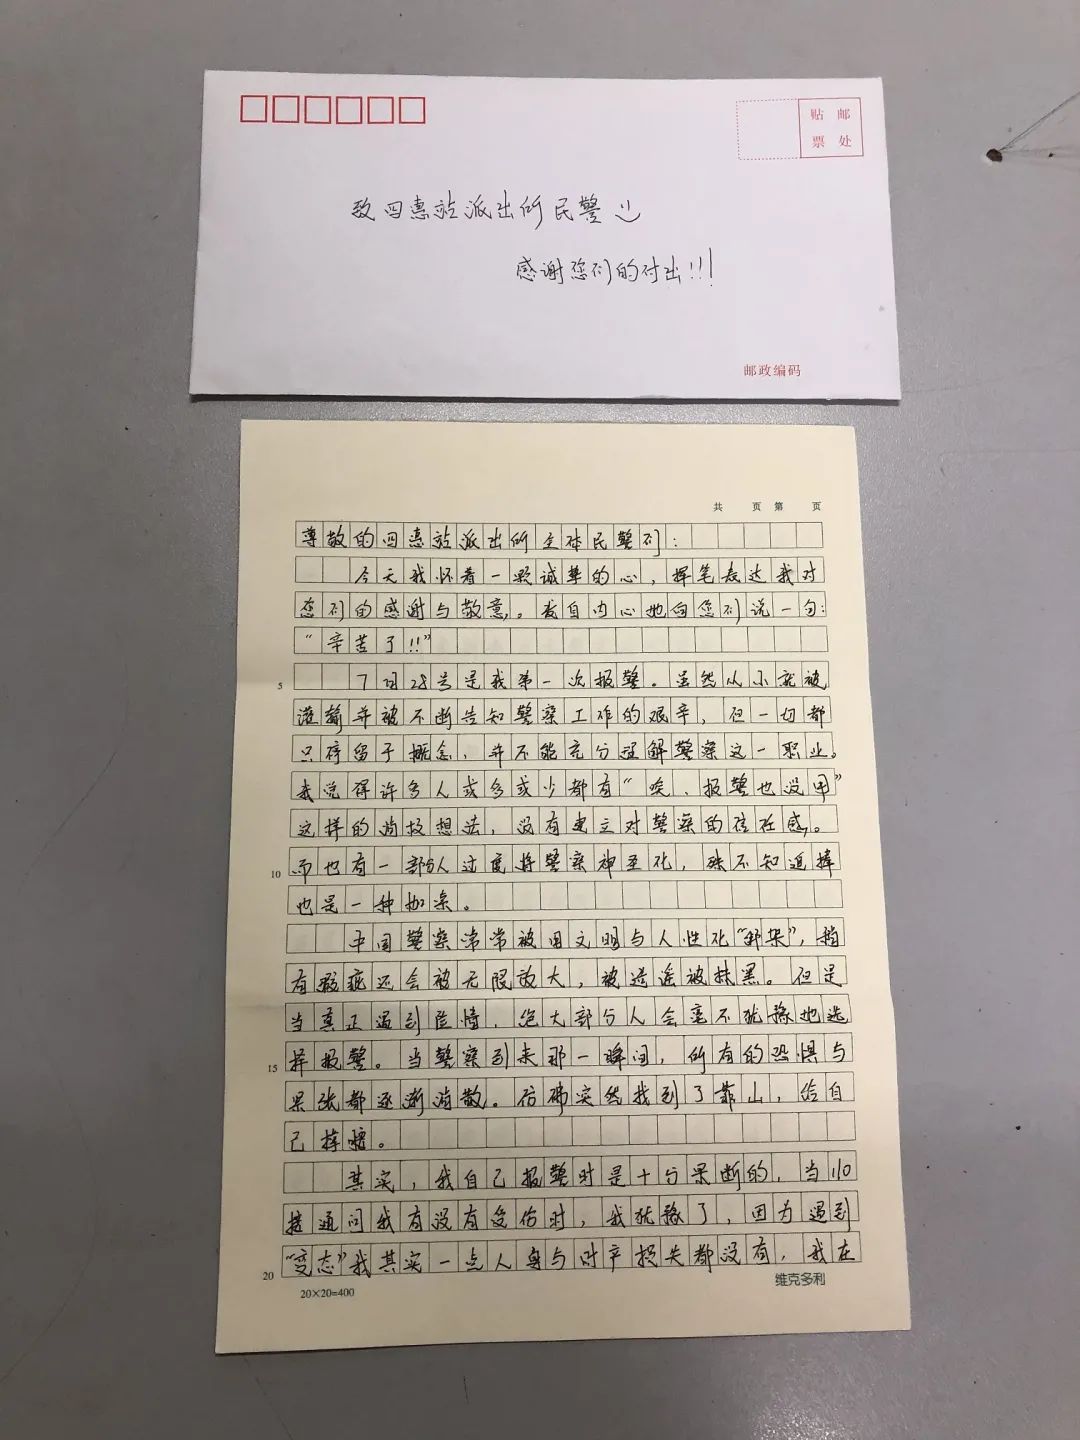 贴 邮
票 处
致四惠站派出所民警
感谢您们的付出!!!
邮政编码
共 页 第 页
尊敬的四惠站派出所全体民警们：
今天我怀着一颗诚挚的心，挥笔表达我对
您们的感谢与敬意。发自内心地向您们说一句：
“辛苦了!!”
5 7月28号是我第一次报警。虽然从小就被
灌输并被不断告知警察工作的艰辛，但一切都
只停留于概念，并不能充分理解警察这一职业。
我觉得许多人或多或少都有“唉、报警也没用”
这样的消极想法，没有建立对警察的信任感。
10 而也有一部分人过度将警察神圣化，殊不知追捧
也是一种枷亲。
中国警察常常被用文明与人性化“绑架”，稍
有瑕疵还会被无限放大，被造谣被抹黑。但是
当真正遇到险情，绝大部分人会毫不犹豫地选
15 择报警。当警察到来那一瞬间，所有的恐惧与
慌张都逐渐消散。仿佛突然找到了靠山，给自
己撑腰。
其实，我自己报警时是十分果断的，当110
接通问我有没有受伤时，我犹豫了，因为遇到
20 “变态”我其实一点人身与财产损失都没有，我在
20×20=400
维克多利